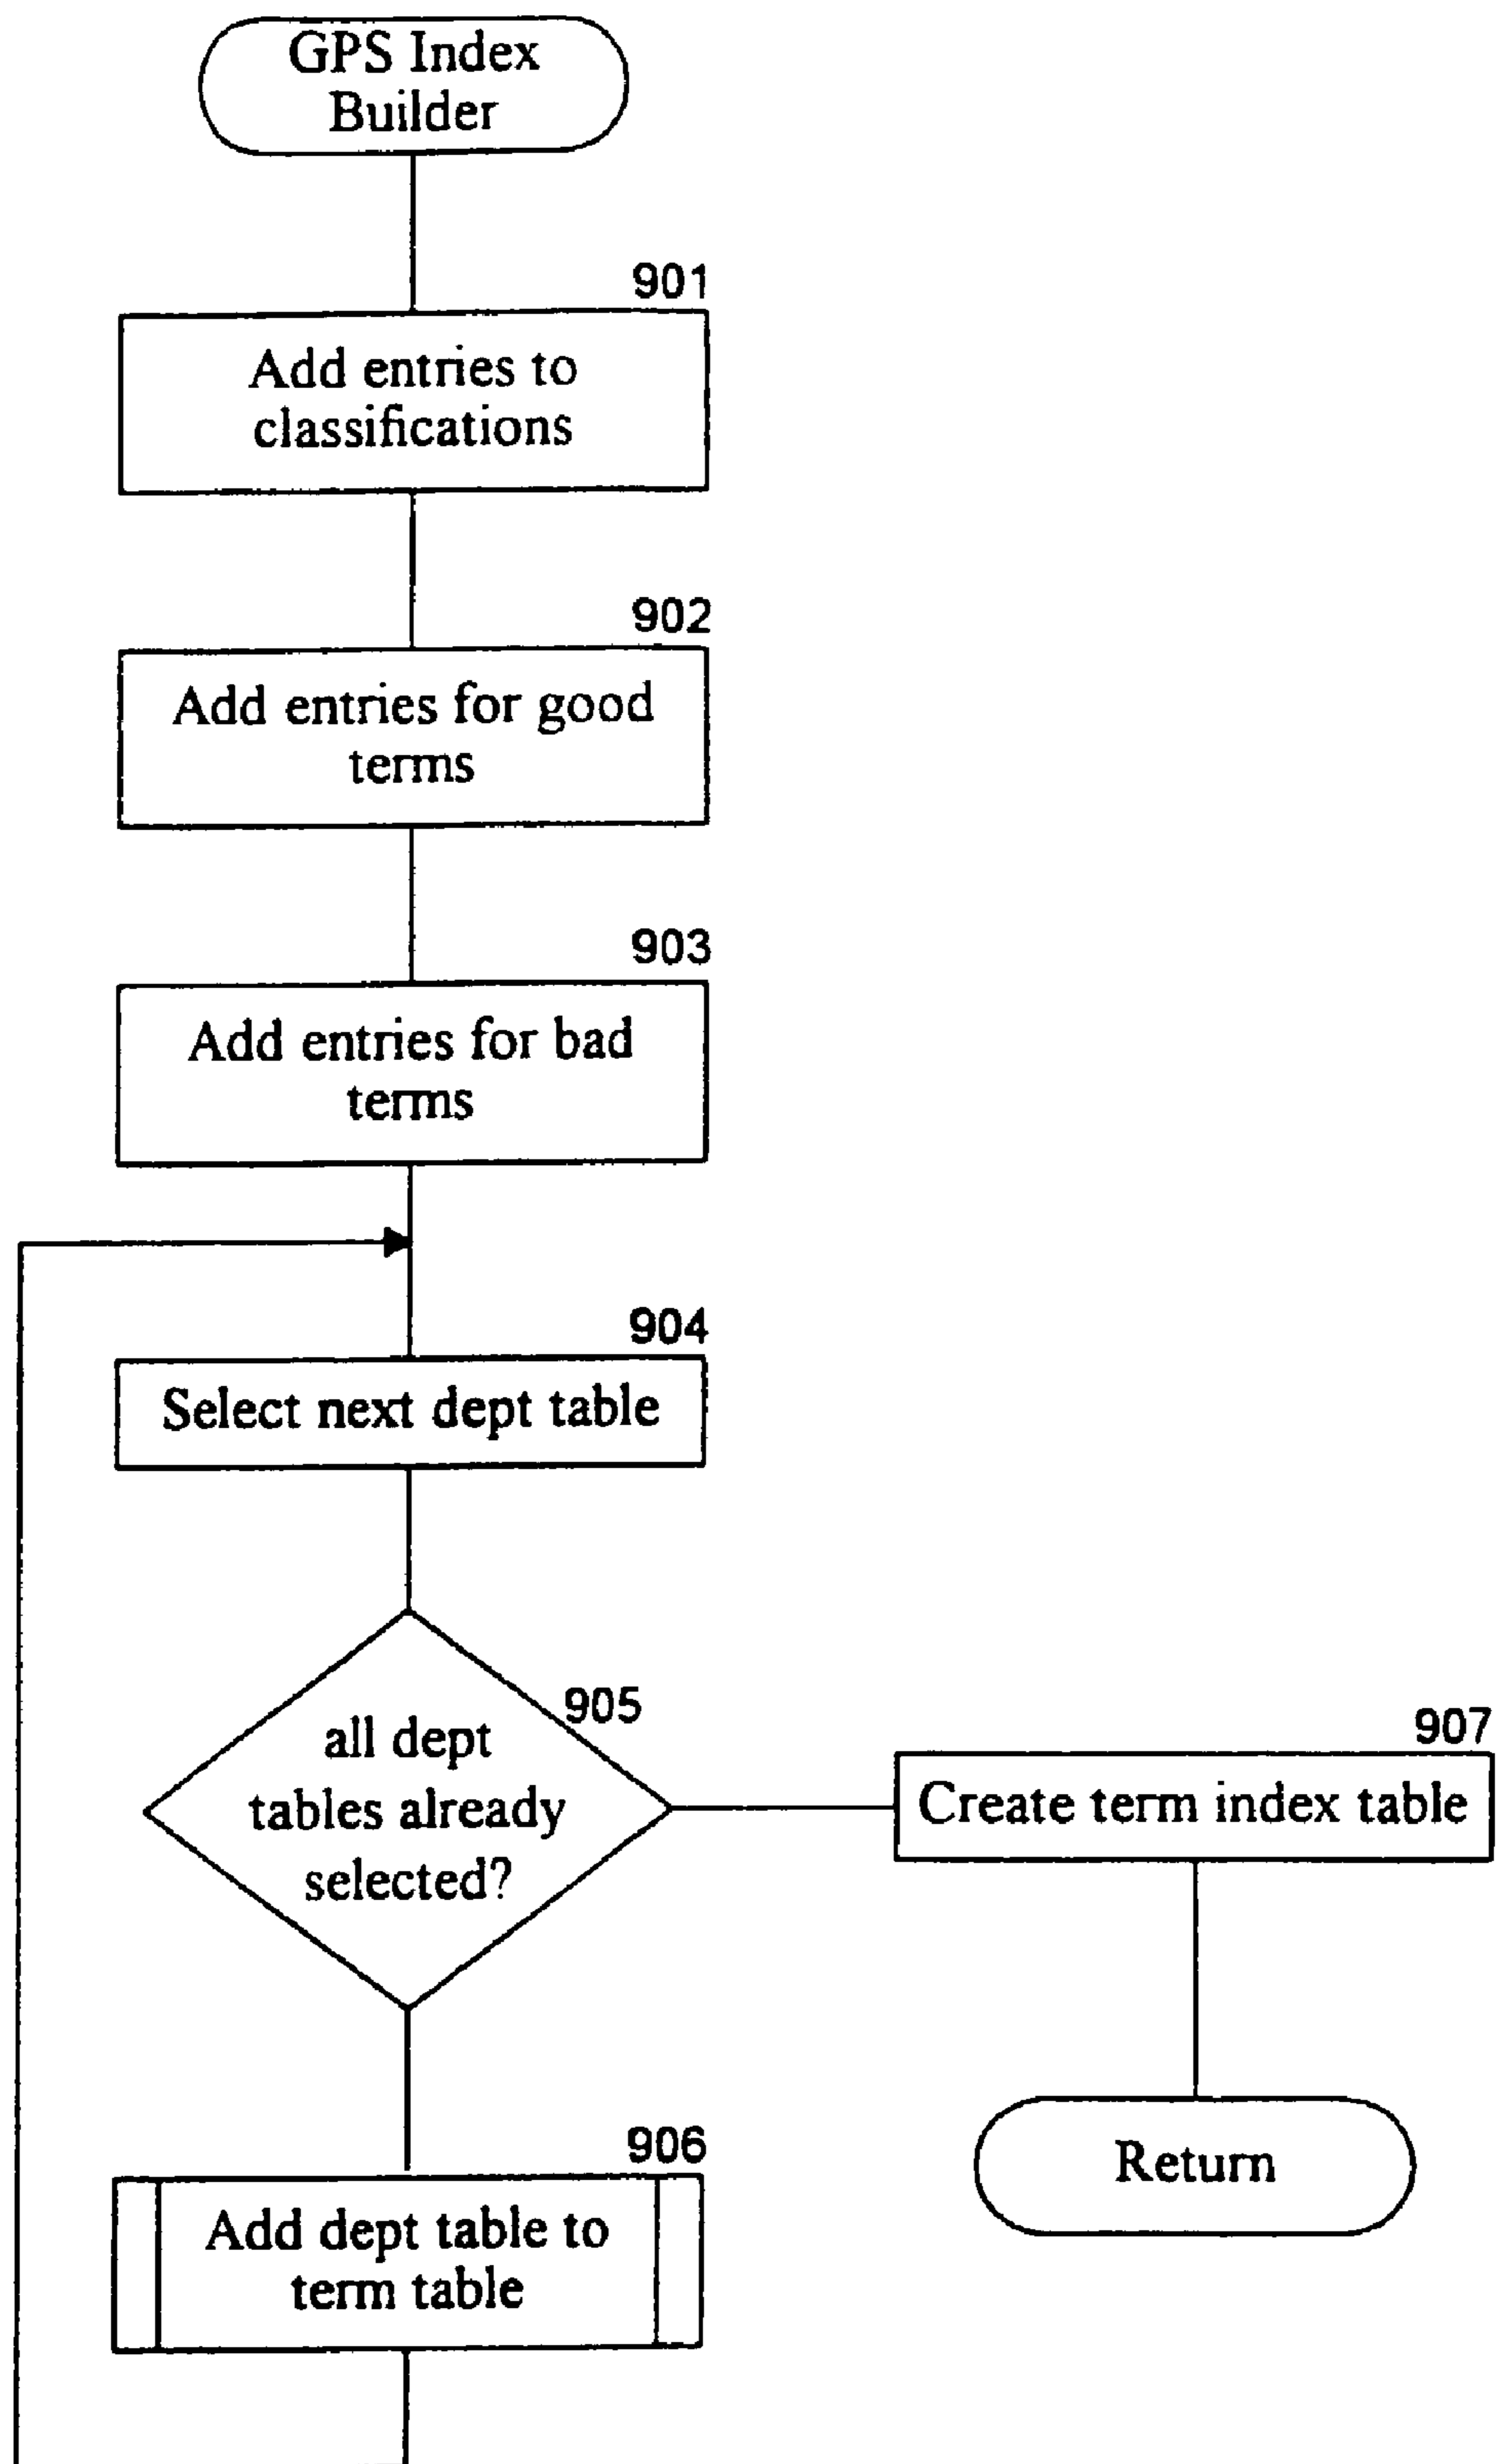 GPS Index
Builder
901
Add entries to
classifications
902
Add entries for good
terms
903
Add entries for bad
terms
904
Select next dept table
905
all dept
tables already
selected?
907
Create term index table
906
Add dept table to
term table
Return